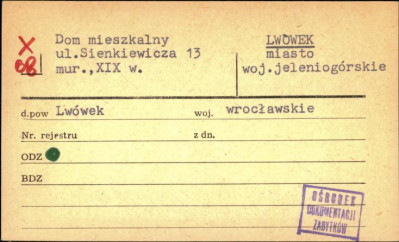 X
Dom mieszkalny
ul.Sienkiewicza 13
mur.,XIX w.
LWÓWEK
miasto
woj.jeleniogórskie
d.pow Lwówek woj. wrocławskie
Nr. rejestru z dn.
ODZ
BDZ
OŚRODEK
DOKUMENTACJI
ZABYTKÓW